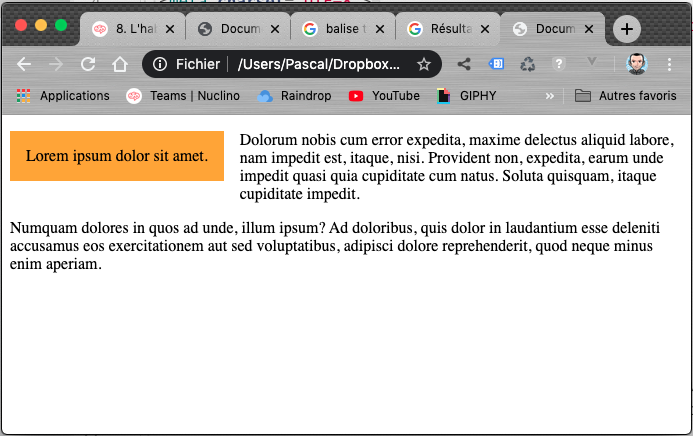 8. L'hal
Docum
balise t
Résulta
Docum
Fichier /Users/Pascal/Dropbox...
Applications
Teams | Nuclino
Raindrop
YouTube
GIPHY
»
Autres favoris
Lorem ipsum dolor sit amet.
Dolorum nobis cum error expedita, maxime delectus aliquid labore,
nam impedit est, itaque, nisi. Provident non, expedita, earum unde
impedit quasi quia cupiditate cum natus. Soluta quisquam, itaque
cupiditate impedit.
Numquam dolores in quos ad unde, illum ipsum? Ad doloribus, quis dolor in laudantium esse deleniti
accusamus eos exercitationem aut sed voluptatibus, adipisci dolore reprehenderit, quod neque minus
enim aperiam.